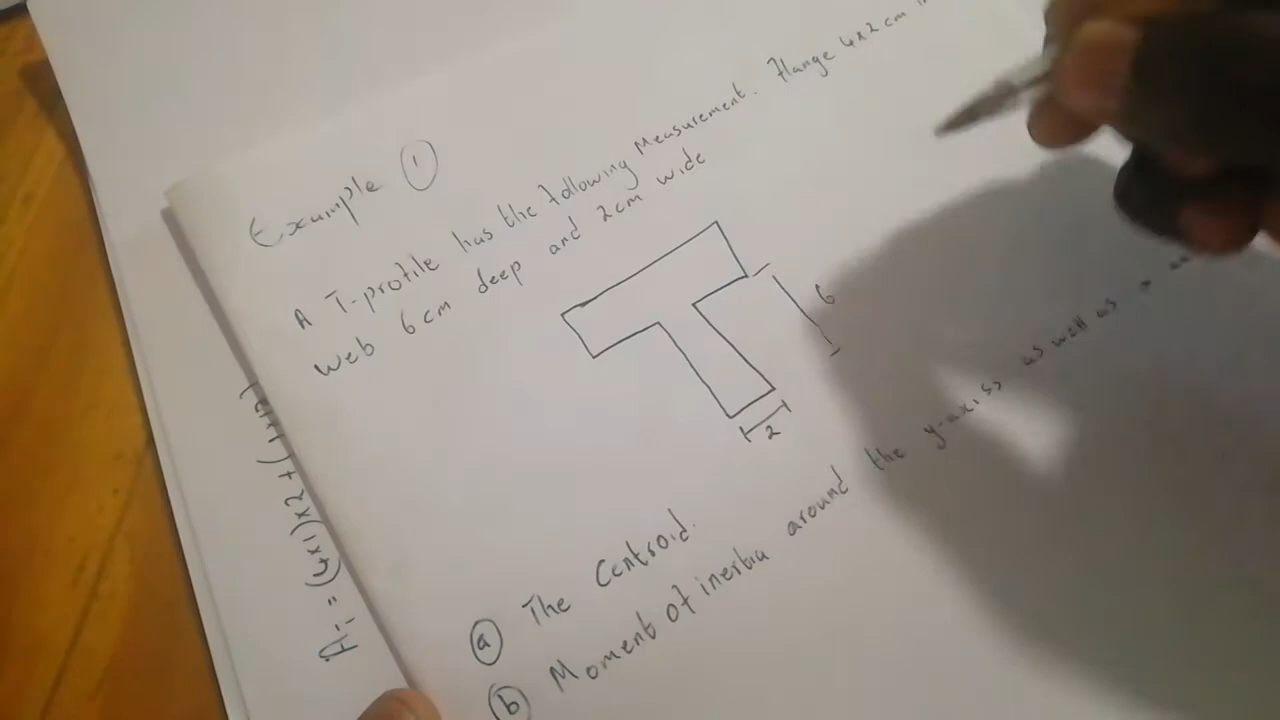 Example ①
A T-profile has the following Measurement. Flange 4x2 cm
Web 6cm deep and 2cm wide
6
2
ⓐ The Centroid.
ⓑ Moment of inertia around the y-axiss as well as
A: = (4x1)x2+(